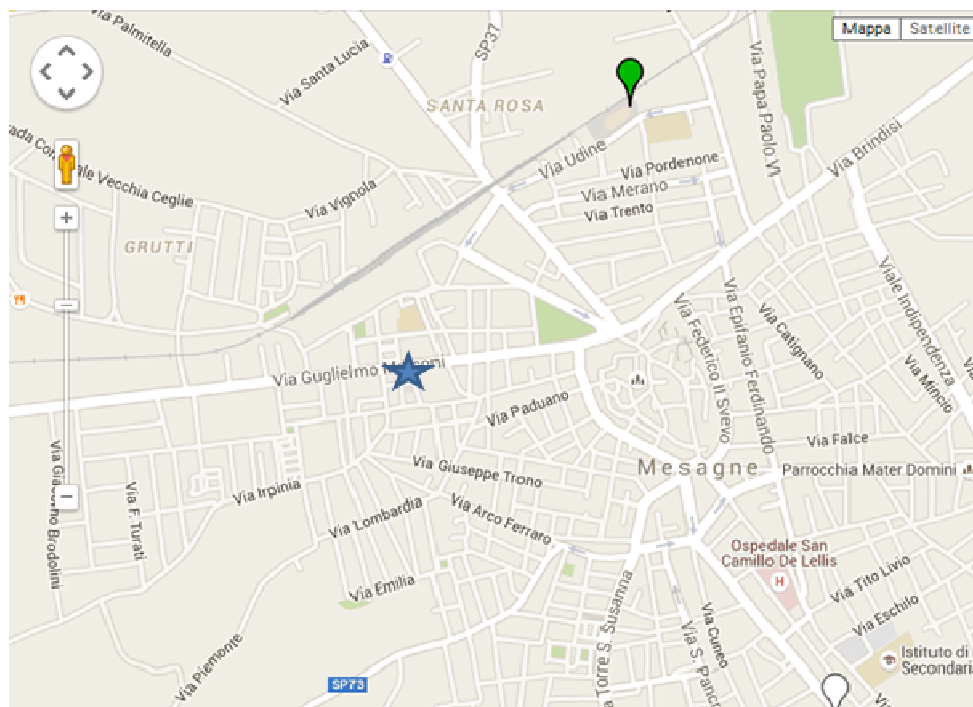 Via Palmitella
SP37
Mappa
Satellite
Via Santa Lucia
SANTA ROSA
Via Papa Paolo VI
Via Brindisi
Via Udine
Via Pordenone
Via Merano
Via Trento
Vecchia Ceglie
Via Vignola
GRUTTI
Viale Indipendenza
Via Epifanio Ferdinando
Via Federico II Svevo
Via Catignano
Via Mincio
Via Guglielmo
Via Paduano
Via Falce
Via Giuseppe Trono
Mesagne
Parrocchia Mater Domini
Via Irpinia
Via F. Turati
Brodolini
Via Lombardia
Via Arco Ferraro
Ospedale San
Camillo De Lellis
H
Via Tito Livio
Via Emilia
Via Eschilo
Torre S. Susanna
Via Cuneo
Via S. Panc
Via Piemonte
Istituto di
Secondaria
SP73